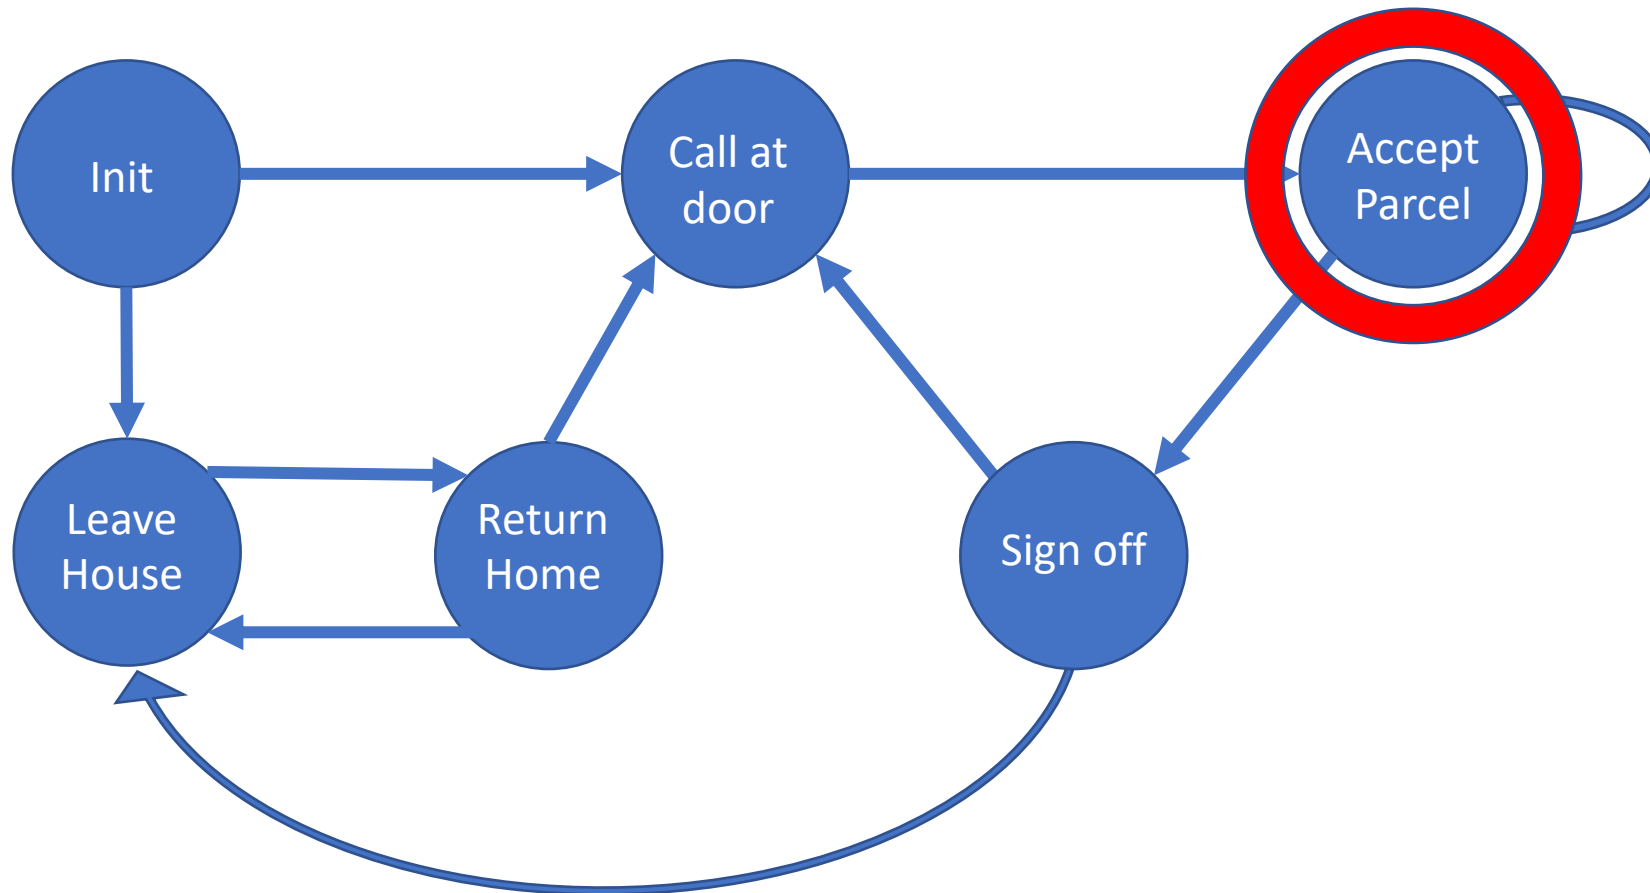 Init
Call at
door
Accept
Parcel
Leave
House
Return
Home
Sign off